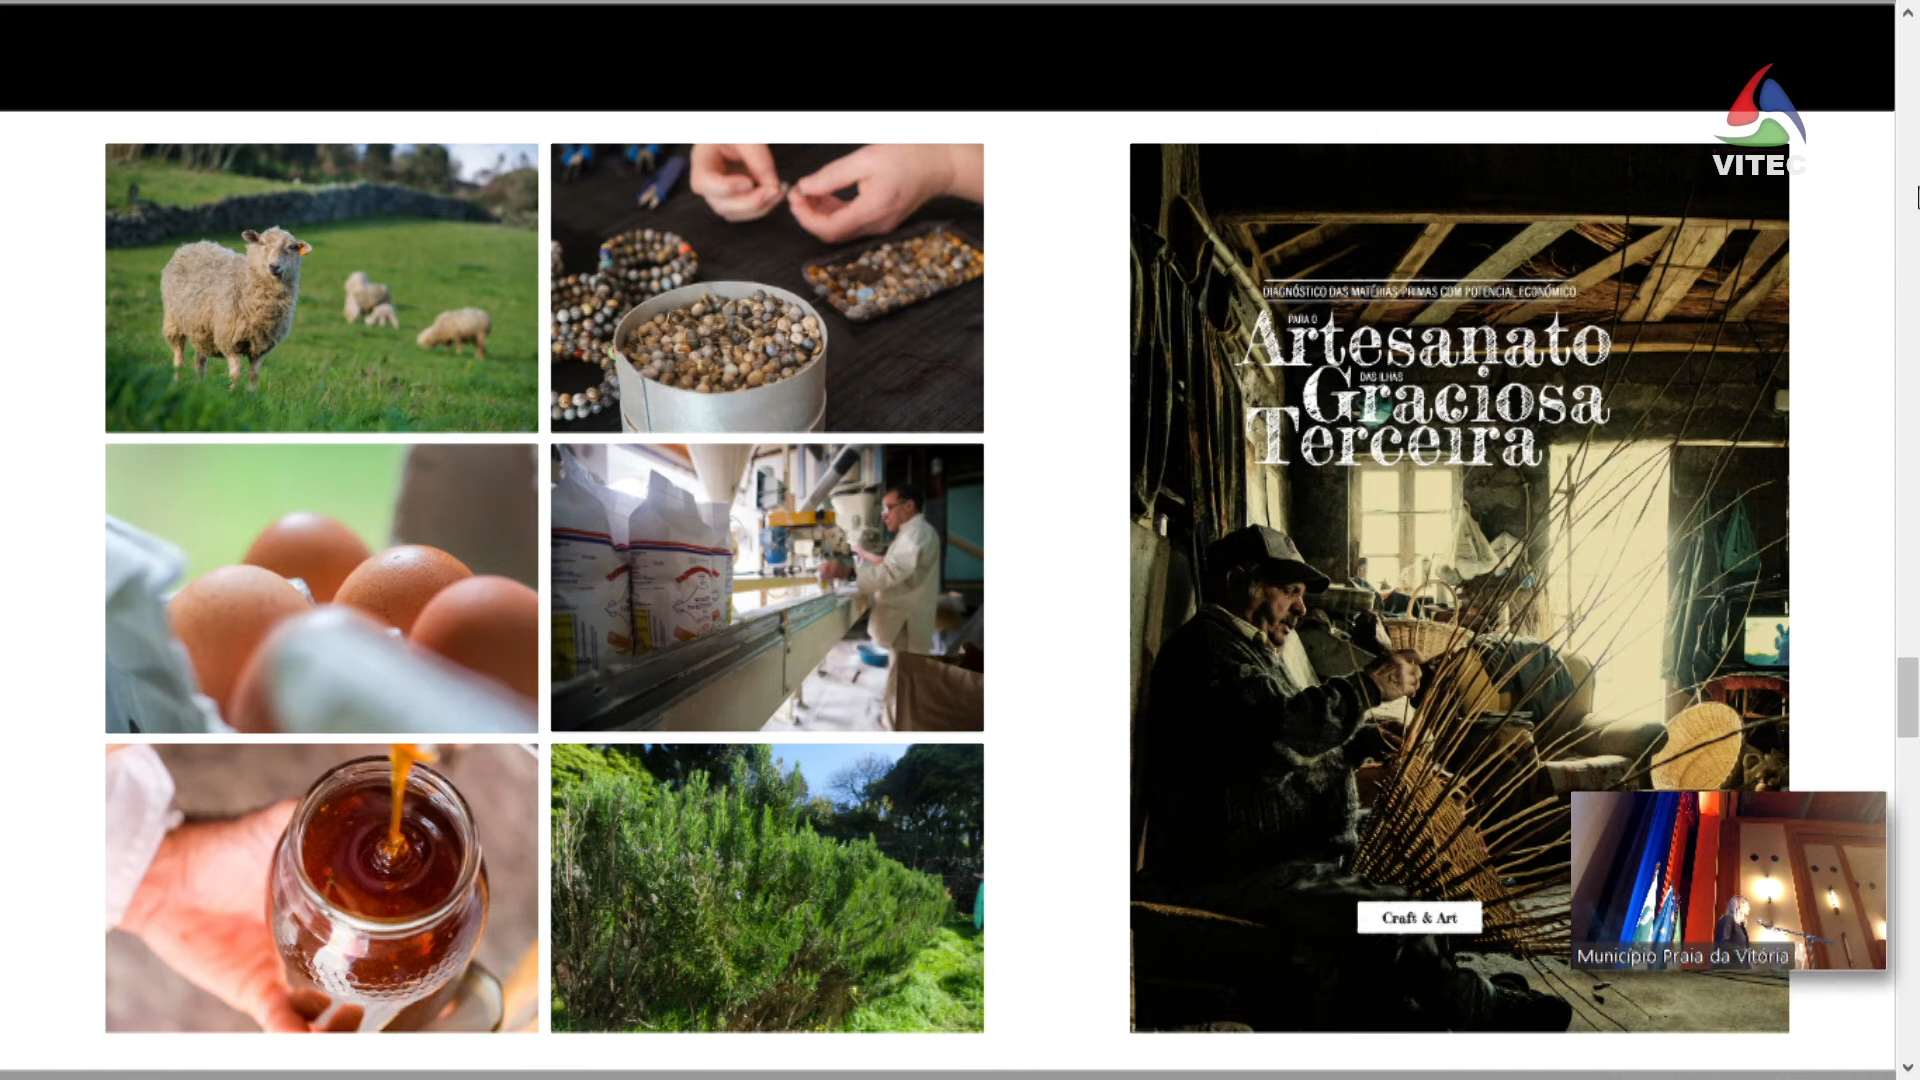 VITEC
DIAGNÓSTICO DAS MATÉRIAS-PRIMAS COM POTENCIAL ECONÓMICO
PARA O
Artesanato
DAS ILHAS
Graciosa
Terceira
Craft & Art
Município Praia da Vitória